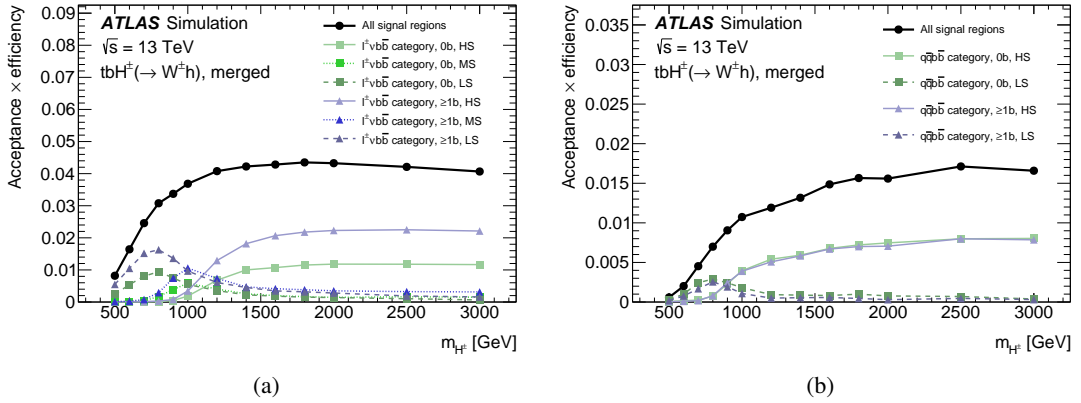 ATLAS Simulation
√s = 13 TeV
tbH±(→ W±h), merged
All signal regions
l±νbb̄ category, 0b, HS
l±νbb̄ category, 0b, MS
l±νbb̄ category, 0b, LS
l±νbb̄ category, ≥1b, HS
l±νbb̄ category, ≥1b, MS
l±νbb̄ category, ≥1b, LS
Acceptance × efficiency
0.09
0.08
0.07
0.06
0.05
0.04
0.03
0.02
0.01
0
500 1000 1500 2000 2500 3000
m_H± [GeV]
(a)
ATLAS Simulation
√s = 13 TeV
tbH±(→ W±h), merged
All signal regions
qq̄bb̄ category, 0b, HS
qq̄bb̄ category, 0b, LS
qq̄bb̄ category, ≥1b, HS
qq̄bb̄ category, ≥1b, LS
Acceptance × efficiency
0.035
0.03
0.025
0.02
0.015
0.01
0.005
0
500 1000 1500 2000 2500 3000
m_H± [GeV]
(b)